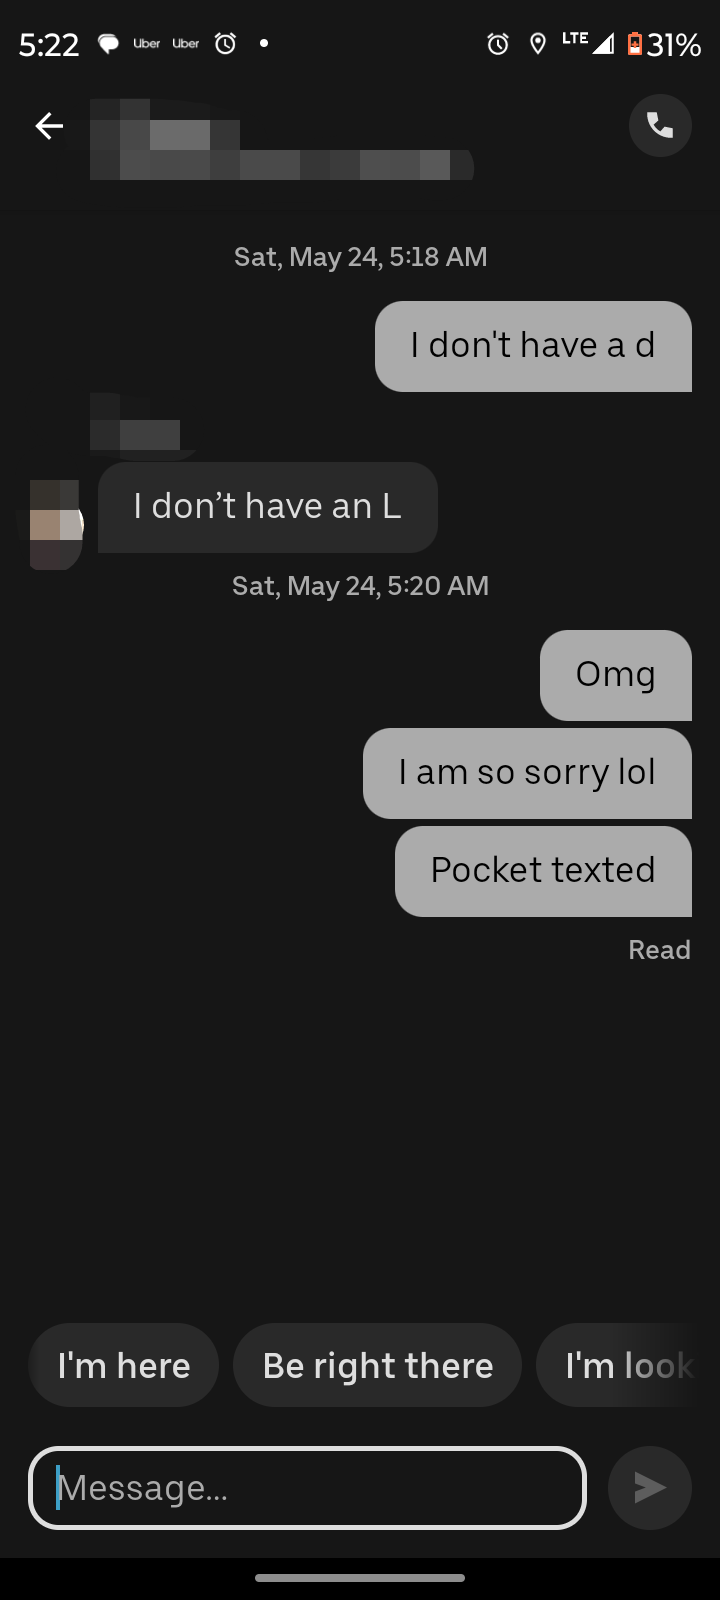 5:22 Uber Uber LTE 31%
Sat, May 24, 5:18 AM
I don't have a d
I don’t have an L
Sat, May 24, 5:20 AM
Omg
I am so sorry lol
Pocket texted
Read
I'm here Be right there I'm look
Message...